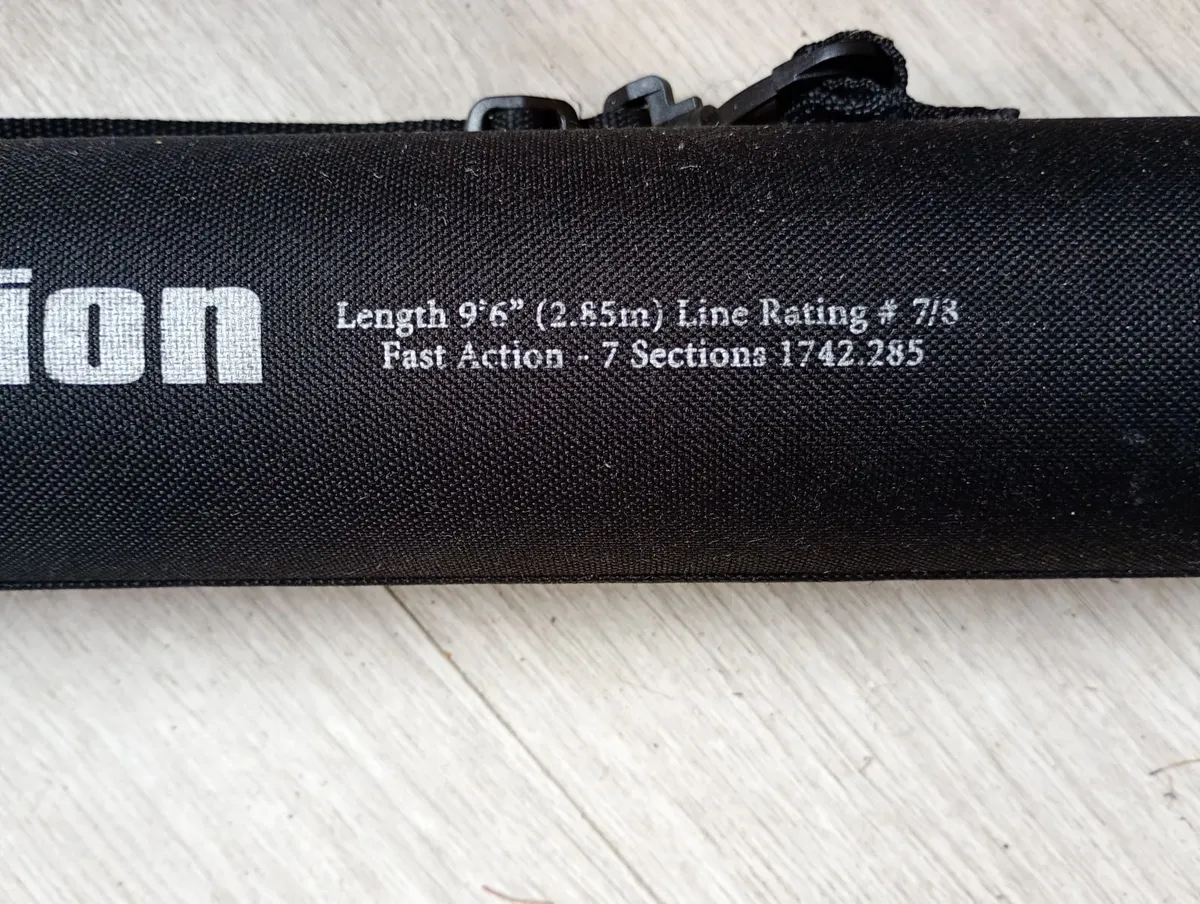 ion
Length 9'6” (2.85m) Line Rating # 7/8
Fast Action - 7 Sections 1742.285